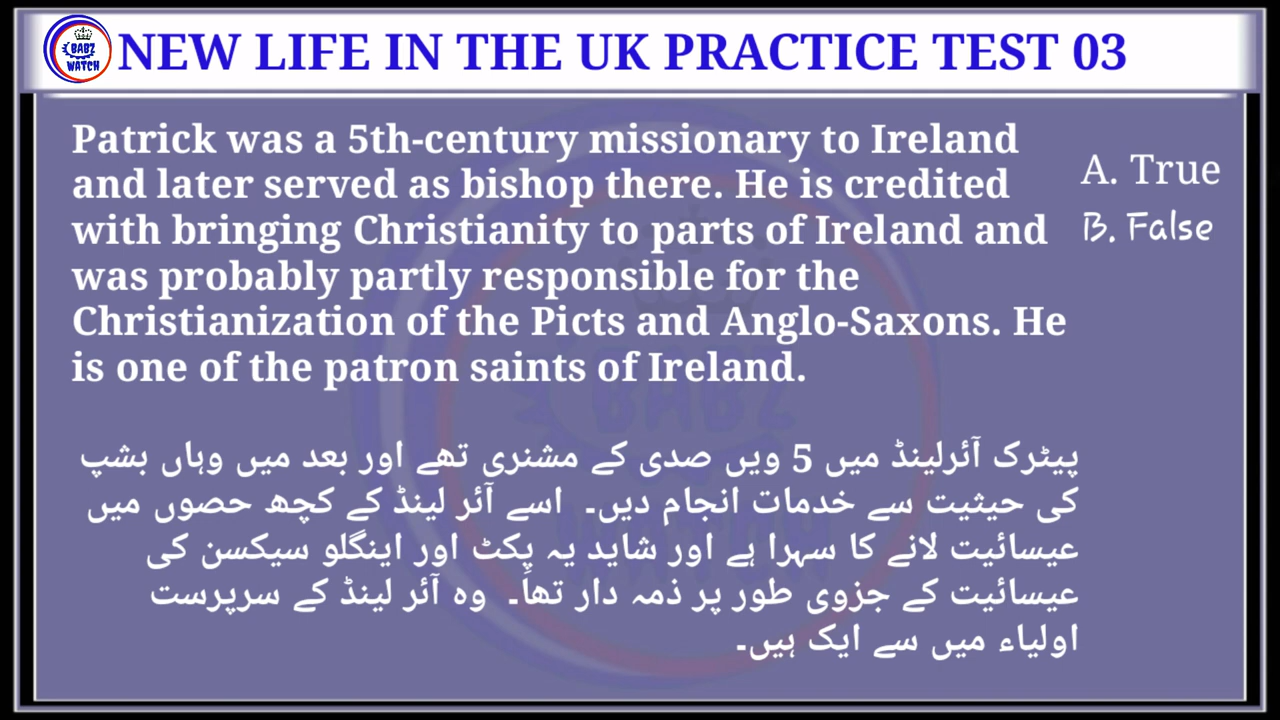 BABZ
WATCH
NEW LIFE IN THE UK PRACTICE TEST 03
Patrick was a 5th-century missionary to Ireland
and later served as bishop there. He is credited
with bringing Christianity to parts of Ireland and
was probably partly responsible for the
Christianization of the Picts and Anglo-Saxons. He
is one of the patron saints of Ireland.
A. True
B. False
پیٹرک آئرلینڈ میں 5 ویں صدی کے مشنری تھے اور بعد میں وہاں بشپ
کی حیثیت سے خدمات انجام دیں۔ اسے آئر لینڈ کے کچھ حصوں میں
عیسائیت لانے کا سہرا ہے اور شاید یہ پکٹ اور اینگلو سیکسن کی
عیسائیت کے جزوی طور پر ذمہ دار تھاَ۔ وہ آئر لینڈ کے سرپرست
اولیاء میں سے ایک ہیں۔
BABZ
WATCH